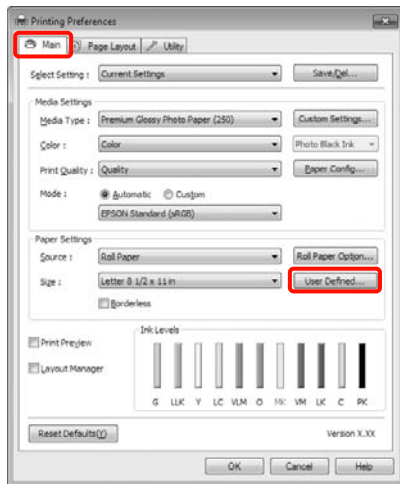 Printing Preferences
Main Page Layout Utility
Select Setting : Current Settings Save/Del...
Media Settings
Media Type : Premium Glossy Photo Paper (250) Custom Settings...
Color : Color Photo Black Ink
Print Quality : Quality Paper Config...
Mode : Automatic Custom
EPSON Standard (sRGB)
Paper Settings
Source : Roll Paper Roll Paper Option...
Size : Letter 8 1/2 x 11 in User Defined...
Borderless
Ink Levels
Print Preview
Layout Manager
G LLK Y LC VLM O MK VM LK C PK
Reset Defaults(Y) Version X.XX
OK Cancel Help